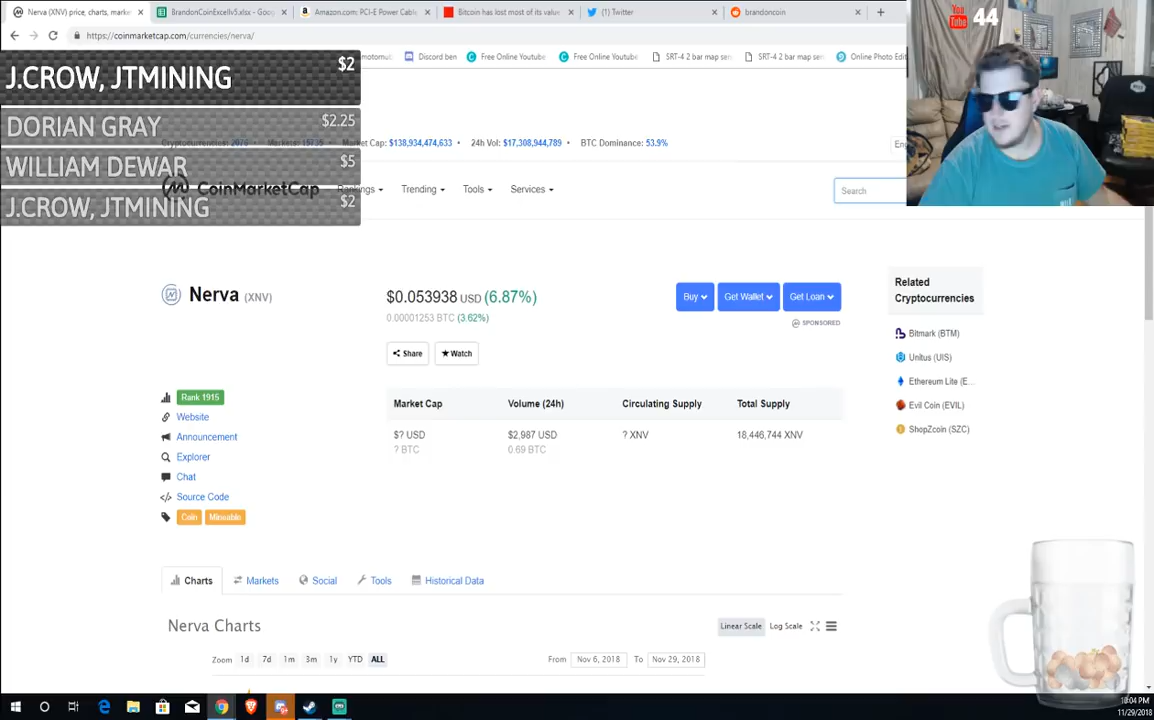 Nerva (XNV) price, charts, marke
BrandonCoinExcellv5.xlsx - Goog
Amazon.com: PCI-E Power Cable
Bitcoin has lost most of its value
(1) Twitter
brandoncoin
https://coinmarketcap.com/currencies/nerva/
Discord ben
Free Online Youtube
Free Online Youtube
SRT-4 2 bar map sen
SRT-4 2 bar map sen
Online Photo Edit
You Tube 44
J.CROW, JTMINING $2
DORIAN GRAY $2.25
WILLIAM DEWAR $5
J.CROW, JTMINING $2
Market Cap: $138,934,474,633 • 24h Vol: $17,308,944,789 • BTC Dominance: 53.9%
CoinMarketCap Rankings Trending Tools Services
Search
Nerva (XNV)
$0.053938 USD (6.87%)
0.00001253 BTC (3.62%)
Buy
Get Wallet
Get Loan
SPONSORED
Share
Watch
Related
Cryptocurrencies
Bitmark (BTM)
Unitus (UIS)
Ethereum Lite (E...
Evil Coin (EVIL)
ShopZcoin (SZC)
Rank 1915
Website
Announcement
Explorer
Chat
Source Code
Coin Mineable
Market Cap Volume (24h) Circulating Supply Total Supply
$? USD $2,987 USD ? XNV 18,446,744 XNV
? BTC 0.69 BTC
Charts Markets Social Tools Historical Data
Nerva Charts
Linear Scale Log Scale
Zoom 1d 7d 1m 3m 1y YTD ALL
From Nov 6, 2018 To Nov 29, 2018
10:04 PM
11/29/2018